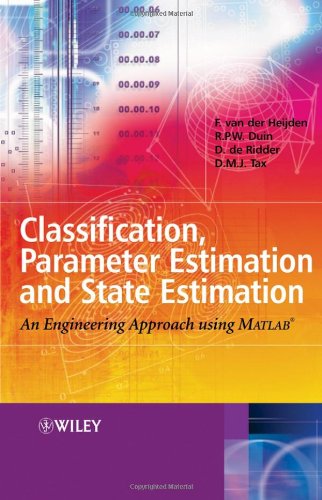 00.00.06
00.00.07
00.00.08
00.00.09
00.00.10
00.00.11
00.00.12
F. van der Heijden
R.P.W. Duin
D. de Ridder
D.M.J. Tax
Classification,
Parameter Estimation
and State Estimation
An Engineering Approach using MATLAB®
WILEY